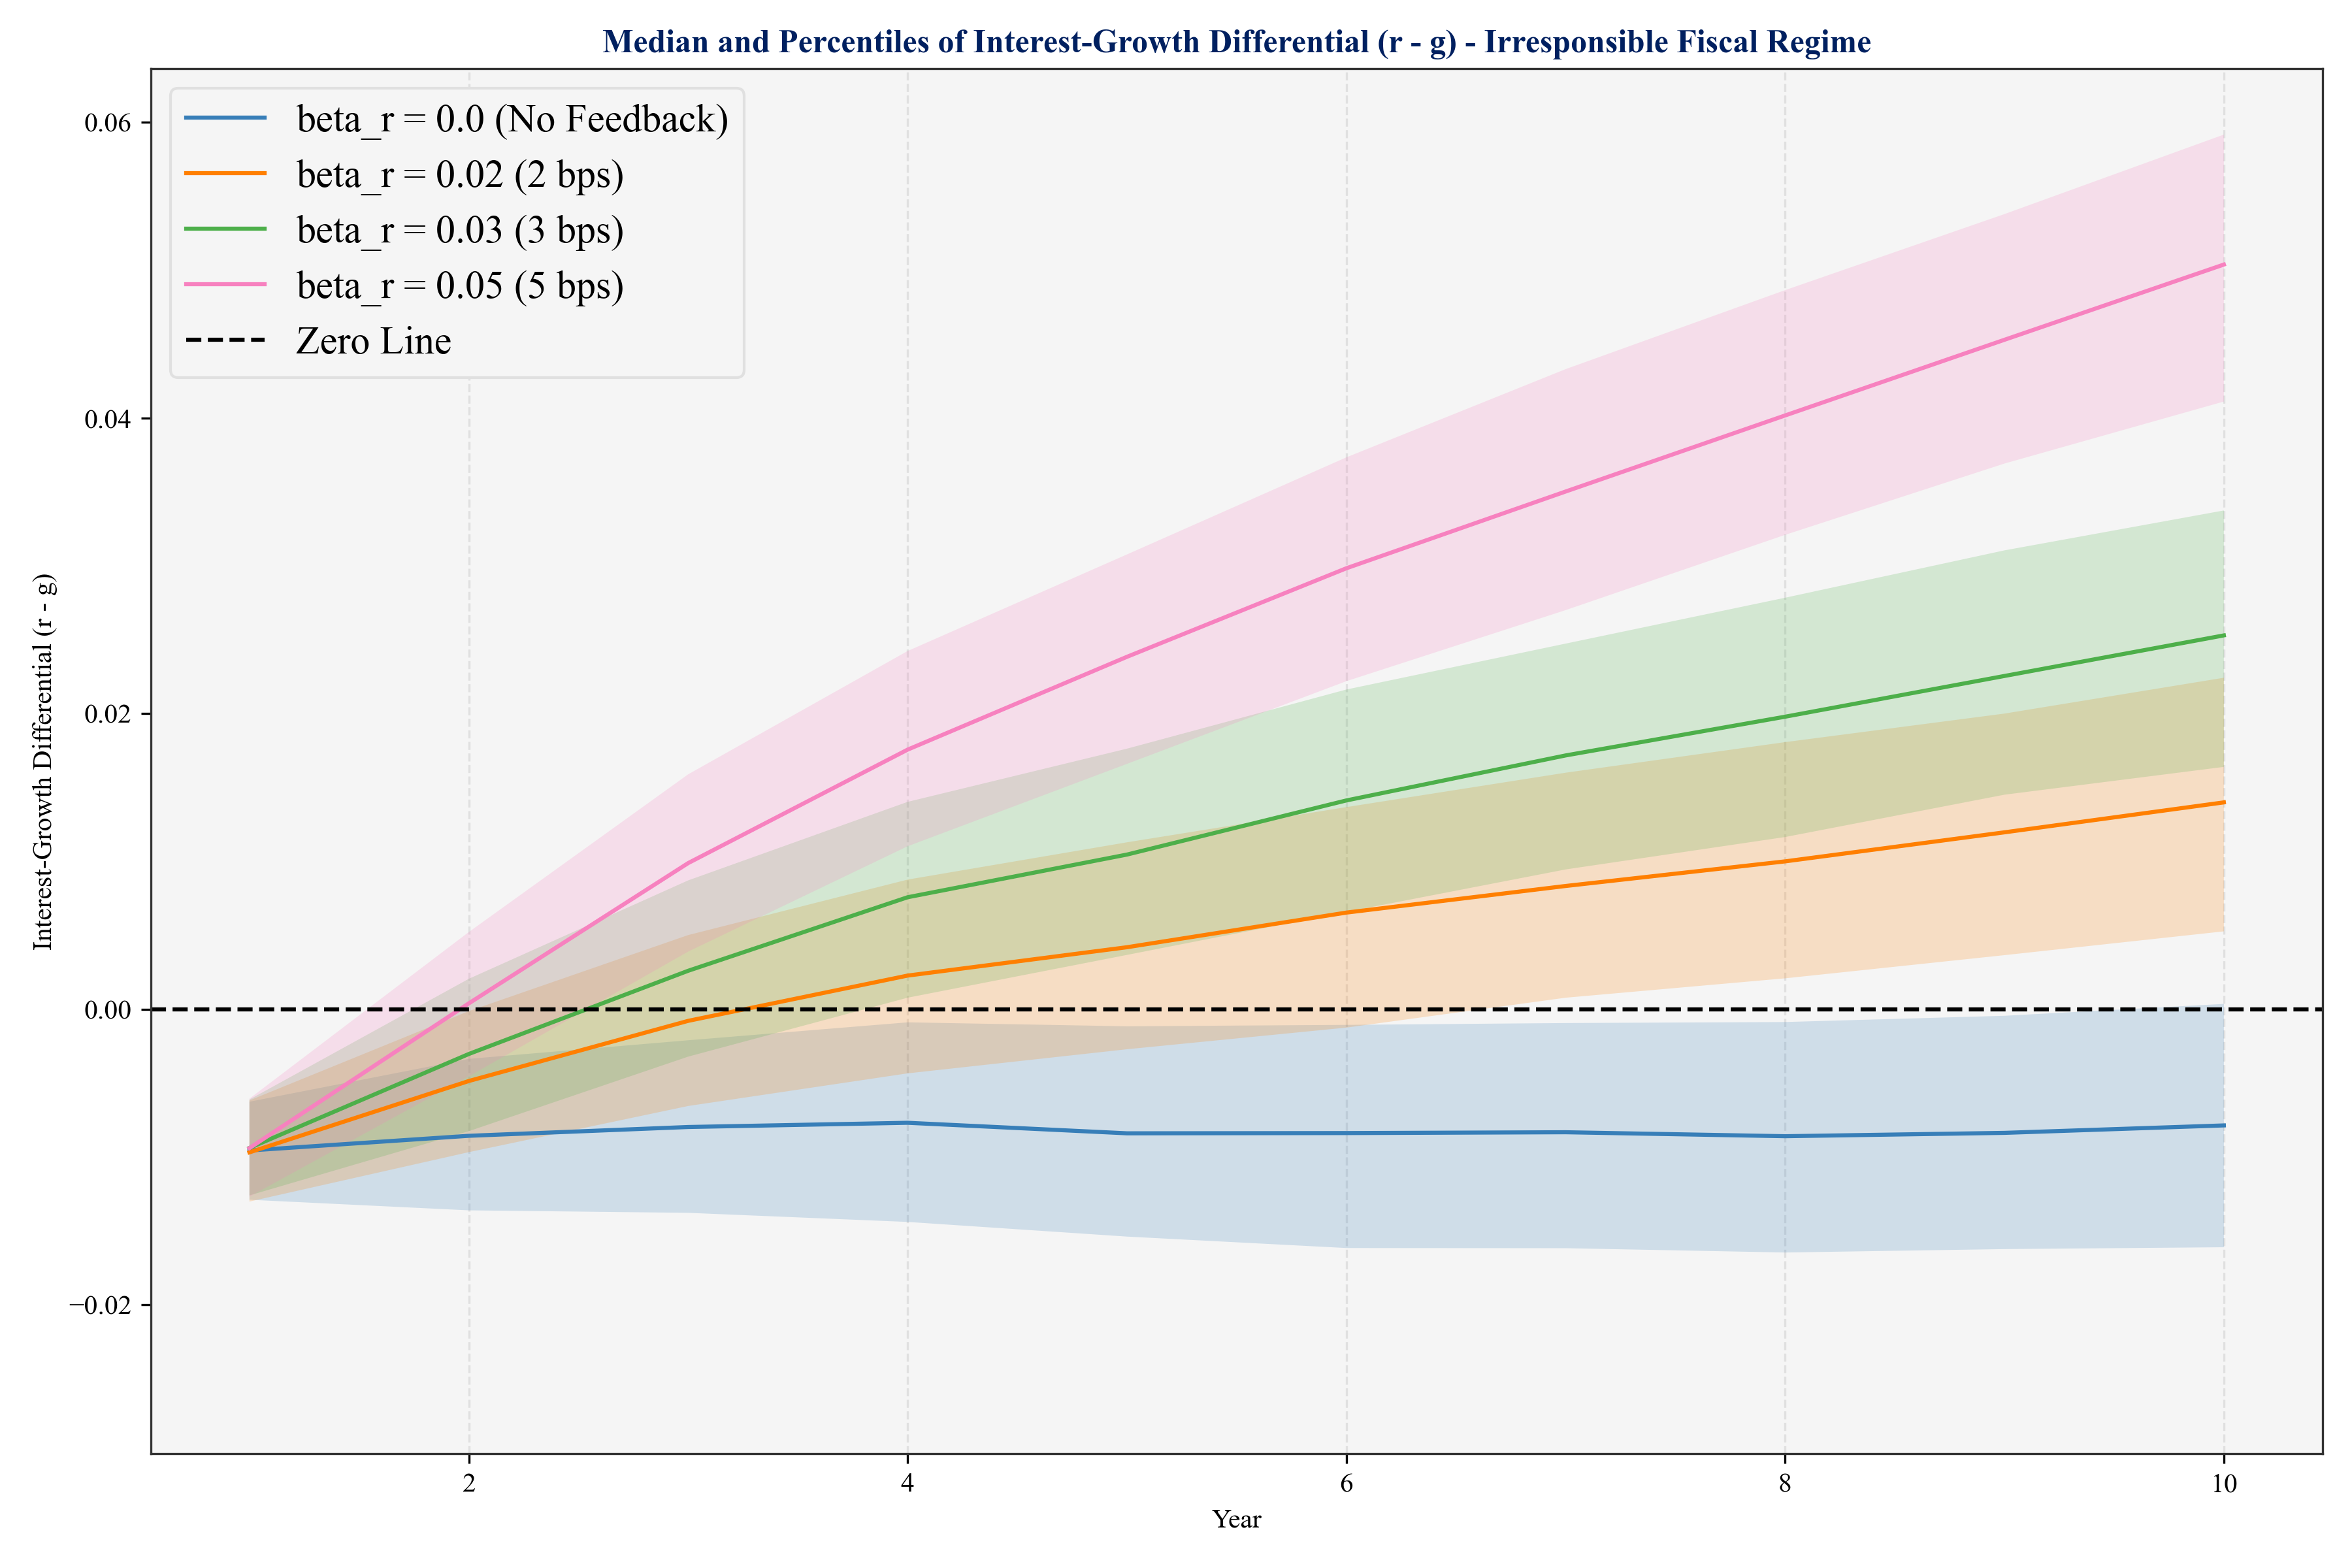 Median and Percentiles of Interest-Growth Differential (r - g) - Irresponsible Fiscal Regime
beta_r = 0.0 (No Feedback)
beta_r = 0.02 (2 bps)
beta_r = 0.03 (3 bps)
beta_r = 0.05 (5 bps)
Zero Line
Interest-Growth Differential (r - g)
0.06
0.04
0.02
0.00
−0.02
2
4
6
8
10
Year